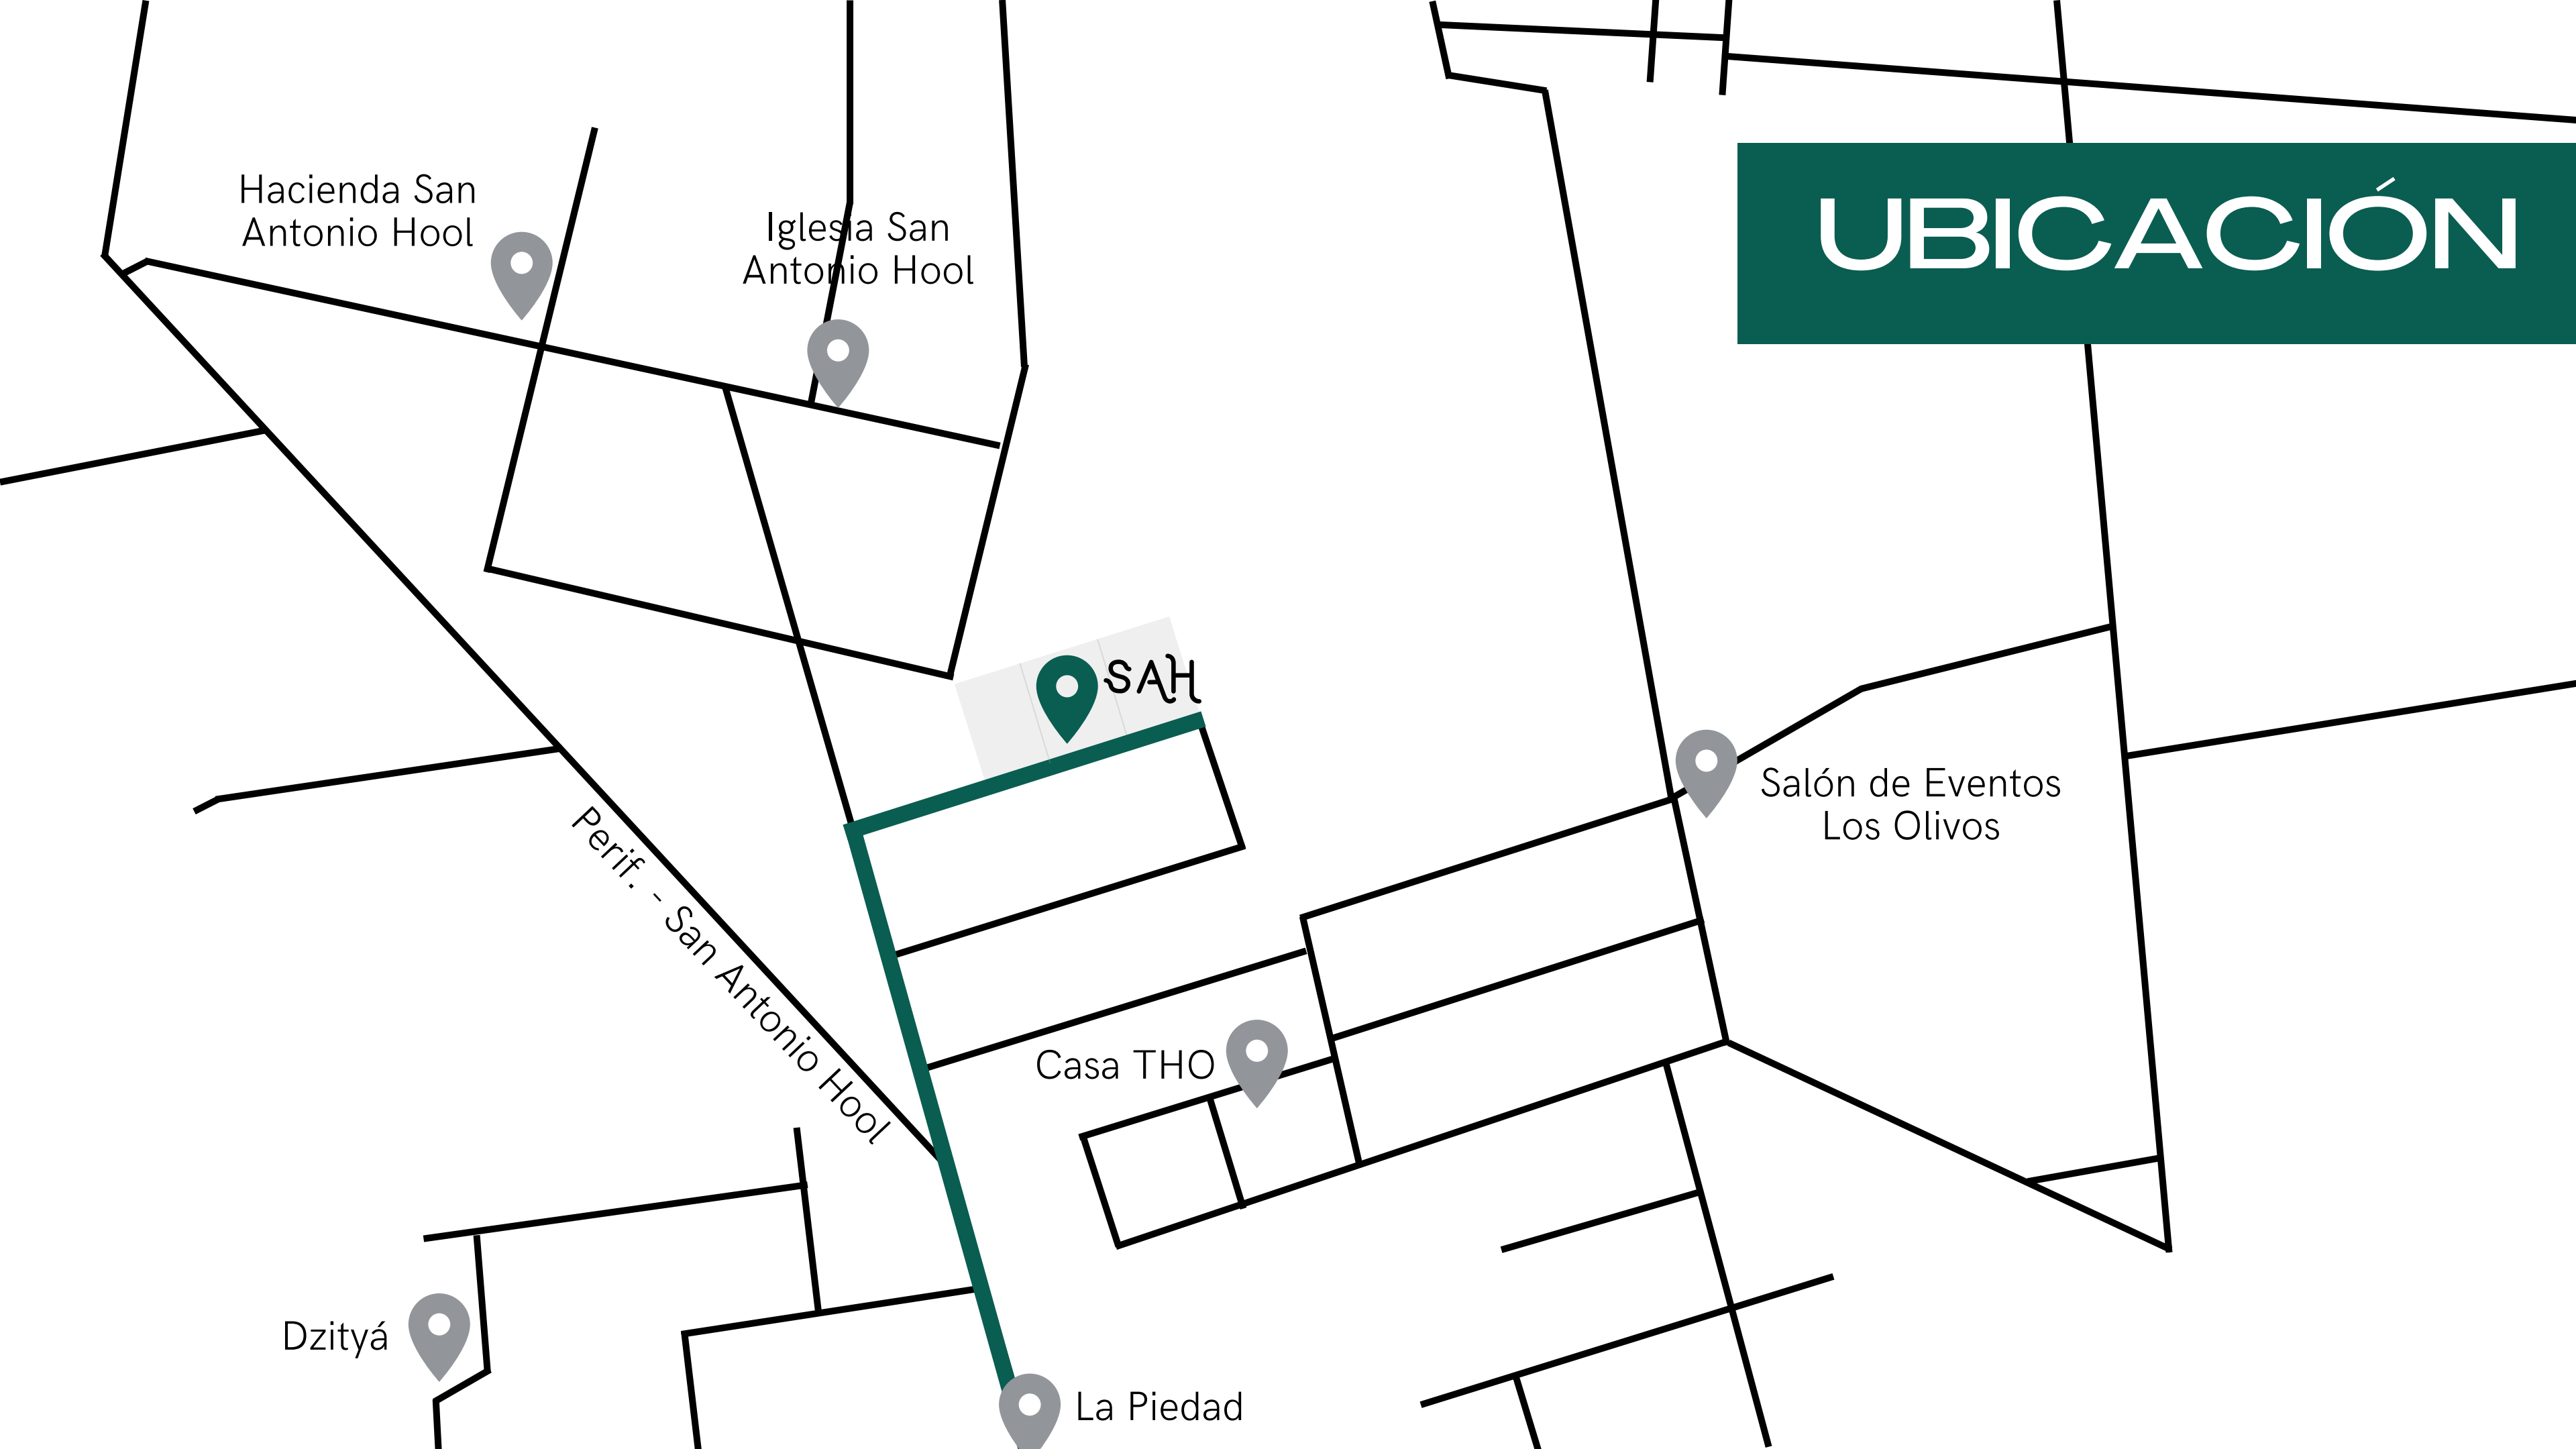 UBICACIÓN
Hacienda San
Antonio Hool
Iglesia San
Antonio Hool
SAH
Salón de Eventos
Los Olivos
Perif. - San Antonio Hool
Casa THO
Dzityá
La Piedad